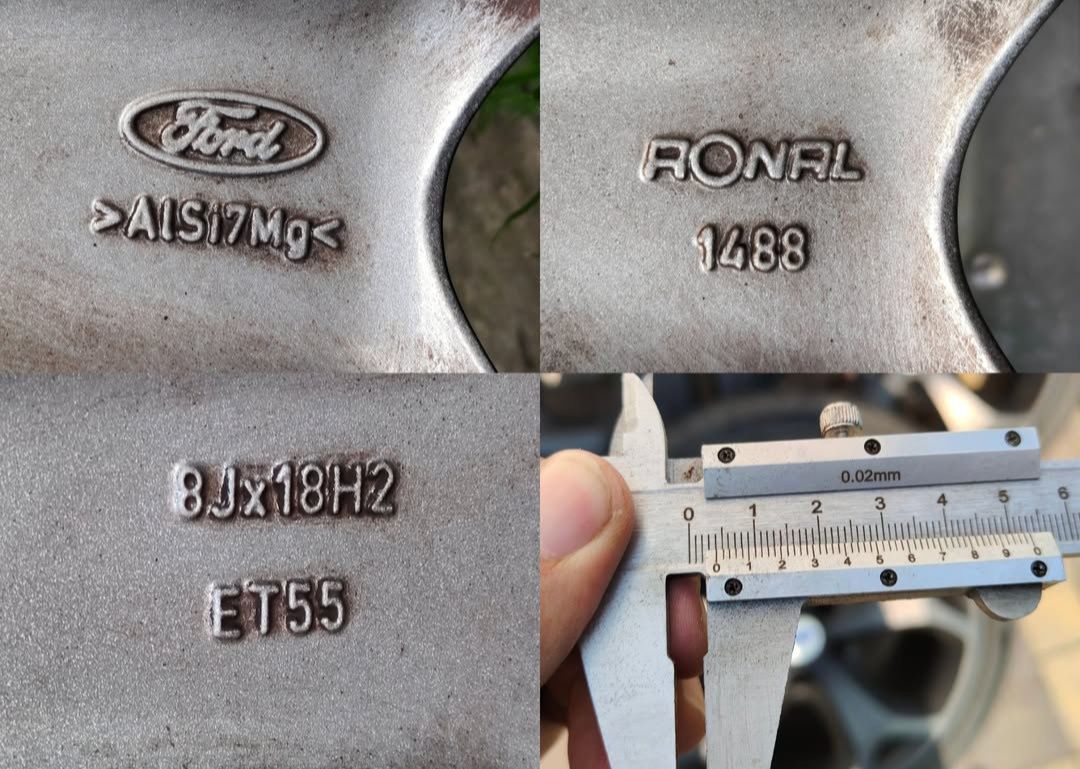 Ford
>AlSi7Mg<
RONAL
1488
8Jx18H2
ET55
0.02mm
0 1 2 3 4 5 6
0 1 2 3 4 5 6 7 8 9 0